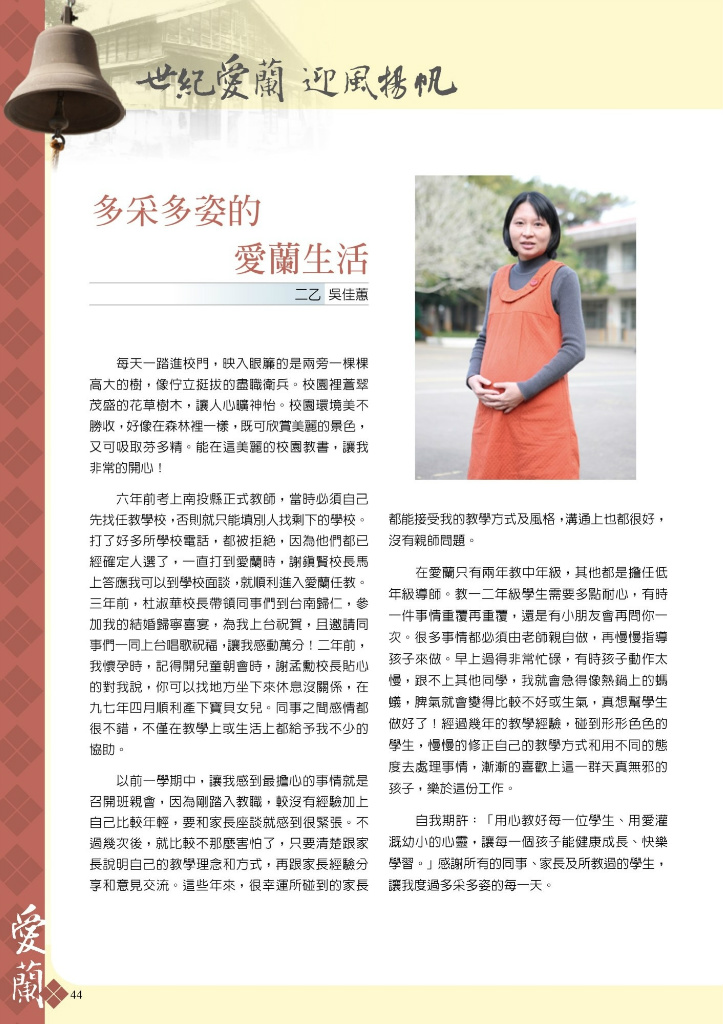 世紀愛蘭 迎風揚帆
多采多姿的
愛蘭生活
二乙 吳佳蕙
每天一踏進校門，映入眼簾的是兩旁一棵棵
高大的樹，像佇立挺拔的盡職衛兵。校園裡蒼翠
茂盛的花草樹木，讓人心曠神怡。校園環境美不
勝收，好像在森林裡一樣，既可欣賞美麗的景色，
又可吸取芬多精。能在這美麗的校園教書，讓我
非常的開心！
六年前考上南投縣正式教師，當時必須自己
先找任教學校，否則就只能填別人找剩下的學校。
打了好多所學校電話，都被拒絕，因為他們都已
經確定人選了，一直打到愛蘭時，謝鎭賢校長馬
上答應我可以到學校面談，就順利進入愛蘭任教。
三年前，杜淑華校長帶領同事們到台南歸仁，參
加我的結婚歸寧喜宴，為我上台祝賀，且邀請同
事們一同上台唱歌祝福，讓我感動萬分！二年前，
我懷孕時，記得開兒童朝會時，謝孟勳校長貼心
的對我說，你可以找地方坐下來休息沒關係，在
九七年四月順利產下寶貝女兒。同事之間感情都
很不錯，不僅在教學上或生活上都給予我不少的
協助。
以前一學期中，讓我感到最擔心的事情就是
召開班親會，因為剛踏入教職，較沒有經驗加上
自己比較年輕，要和家長座談就感到很緊張。不
過幾次後，就比較不那麼害怕了，只要清楚跟家
長說明自己的教學理念和方式，再跟家長經驗分
享和意見交流。這些年來，很幸運所碰到的家長
都能接受我的教學方式及風格，溝通上也都很好，
沒有親師問題。
在愛蘭只有兩年教中年級，其他都是擔任低
年級導師。教一二年級學生需要多點耐心，有時
一件事情重覆再重覆，還是有小朋友會再問你一
次。很多事情都必須由老師親自做，再慢慢指導
孩子來做。早上過得非常忙碌，有時孩子動作太
慢，跟不上其他同學，我就會急得像熱鍋上的螞
蟻，脾氣就會變得比較不好或生氣，真想幫學生
做好了！經過幾年的教學經驗，碰到形形色色的
學生，慢慢的修正自己的教學方式和用不同的態
度去處理事情，漸漸的喜歡上這一群天真無邪的
孩子，樂於這份工作。
自我期許：「用心教好每一位學生、用愛灌
溉幼小的心靈，讓每一個孩子能健康成長、快樂
學習。」感謝所有的同事、家長及所教過的學生，
讓我度過多采多姿的每一天。
愛蘭
44